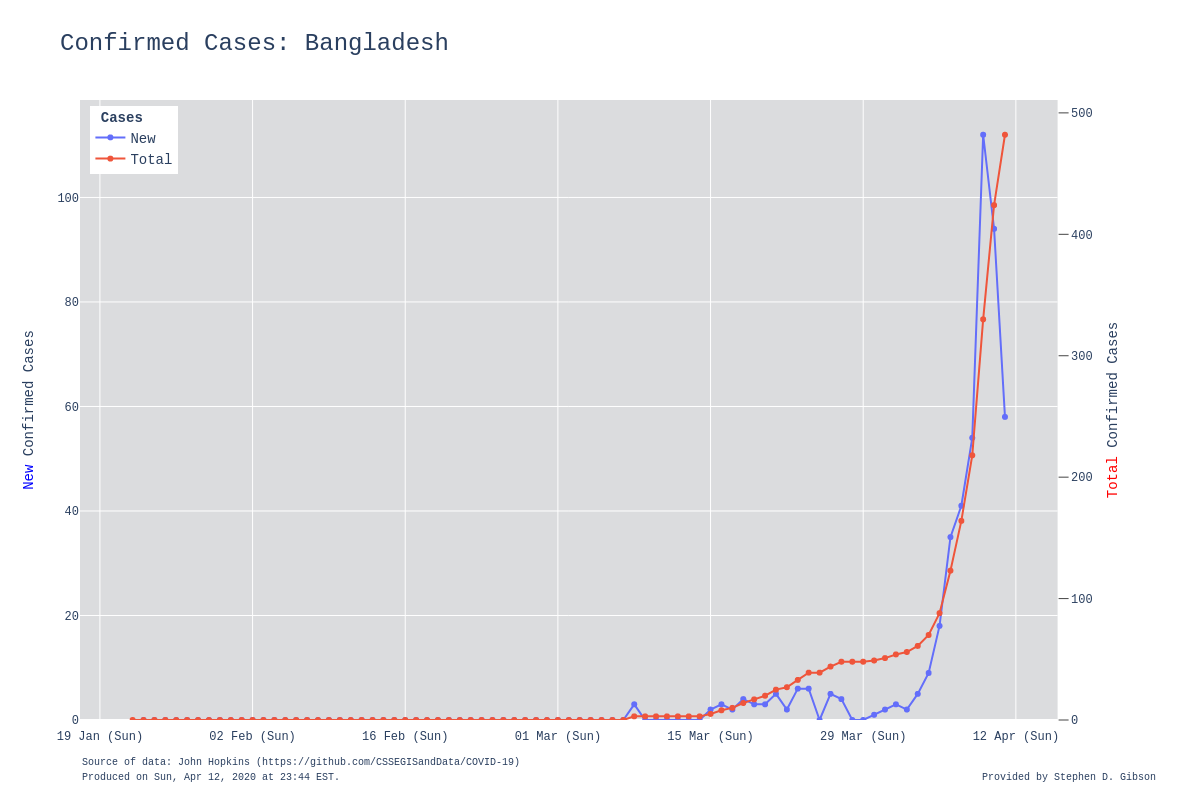 Confirmed Cases: Bangladesh
Cases
New
Total
100
80
60
40
20
0
500
400
300
200
100
0
New Confirmed Cases
Total Confirmed Cases
19 Jan (Sun) 02 Feb (Sun) 16 Feb (Sun) 01 Mar (Sun) 15 Mar (Sun) 29 Mar (Sun) 12 Apr (Sun)
Source of data: John Hopkins (https://github.com/CSSEGISandData/COVID-19)
Produced on Sun, Apr 12, 2020 at 23:44 EST.
Provided by Stephen D. Gibson